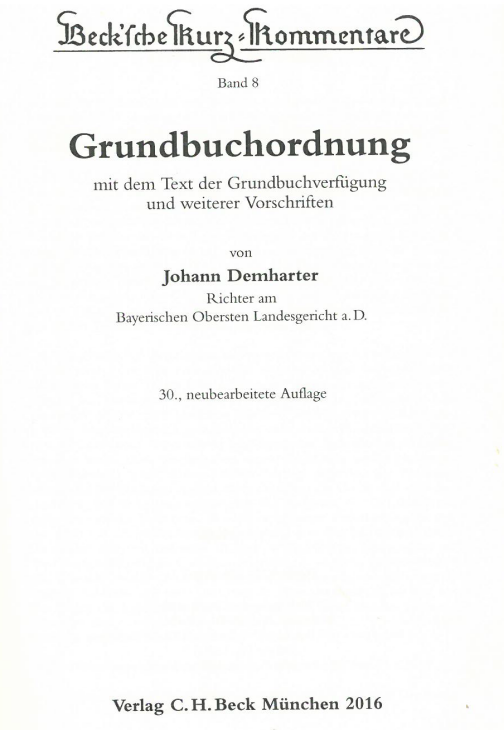 Beck'sche Kurz-Kommentare
Band 8
Grundbuchordnung
mit dem Text der Grundbuchverfügung
und weiterer Vorschriften
von
Johann Demharter
Richter am
Bayerischen Obersten Landesgericht a. D.
30., neubearbeitete Auflage
Verlag C. H. Beck München 2016